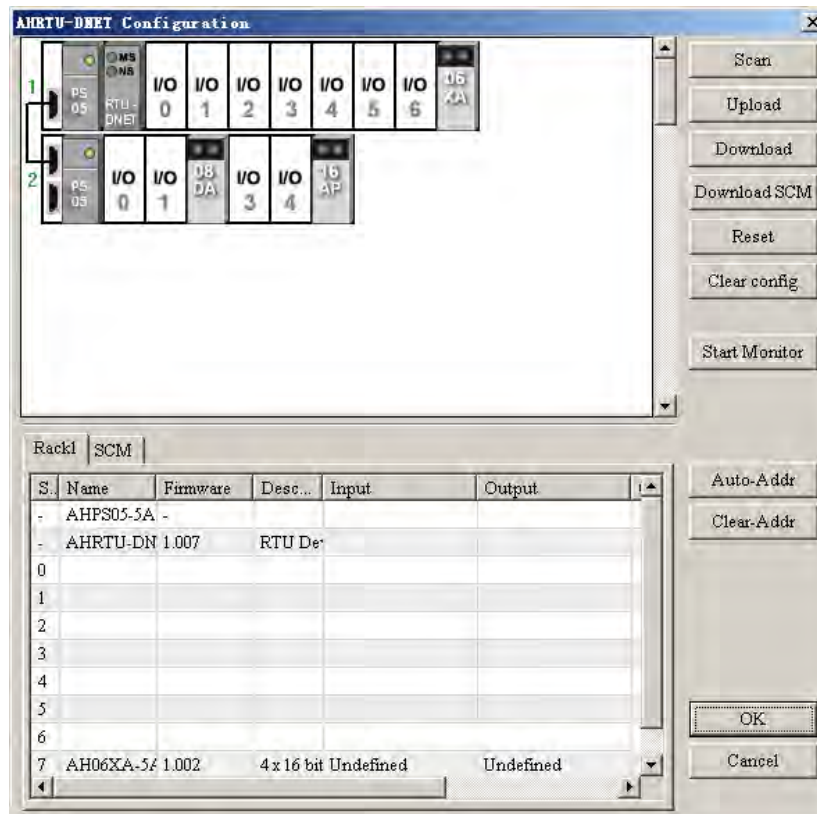 AHRTU-DNET Configuration
1
PS 05
MS
NS
RTU-DNET
I/O 0
I/O 1
I/O 2
I/O 3
I/O 4
I/O 5
I/O 6
06 XA
2
PS 05
I/O 0
I/O 1
08 DA
I/O 3
I/O 4
16 AP
Scan
Upload
Download
Download SCM
Reset
Clear config
Start Monitor
Rack1 SCM
S.. Name Firmware Desc... Input Output
- AHPS05-5A -
- AHRTU-DN 1.007 RTU De
0
1
2
3
4
5
6
7 AH06XA-5A 1.002 4 x 16 bit Undefined Undefined
Auto-Addr
Clear-Addr
OK
Cancel